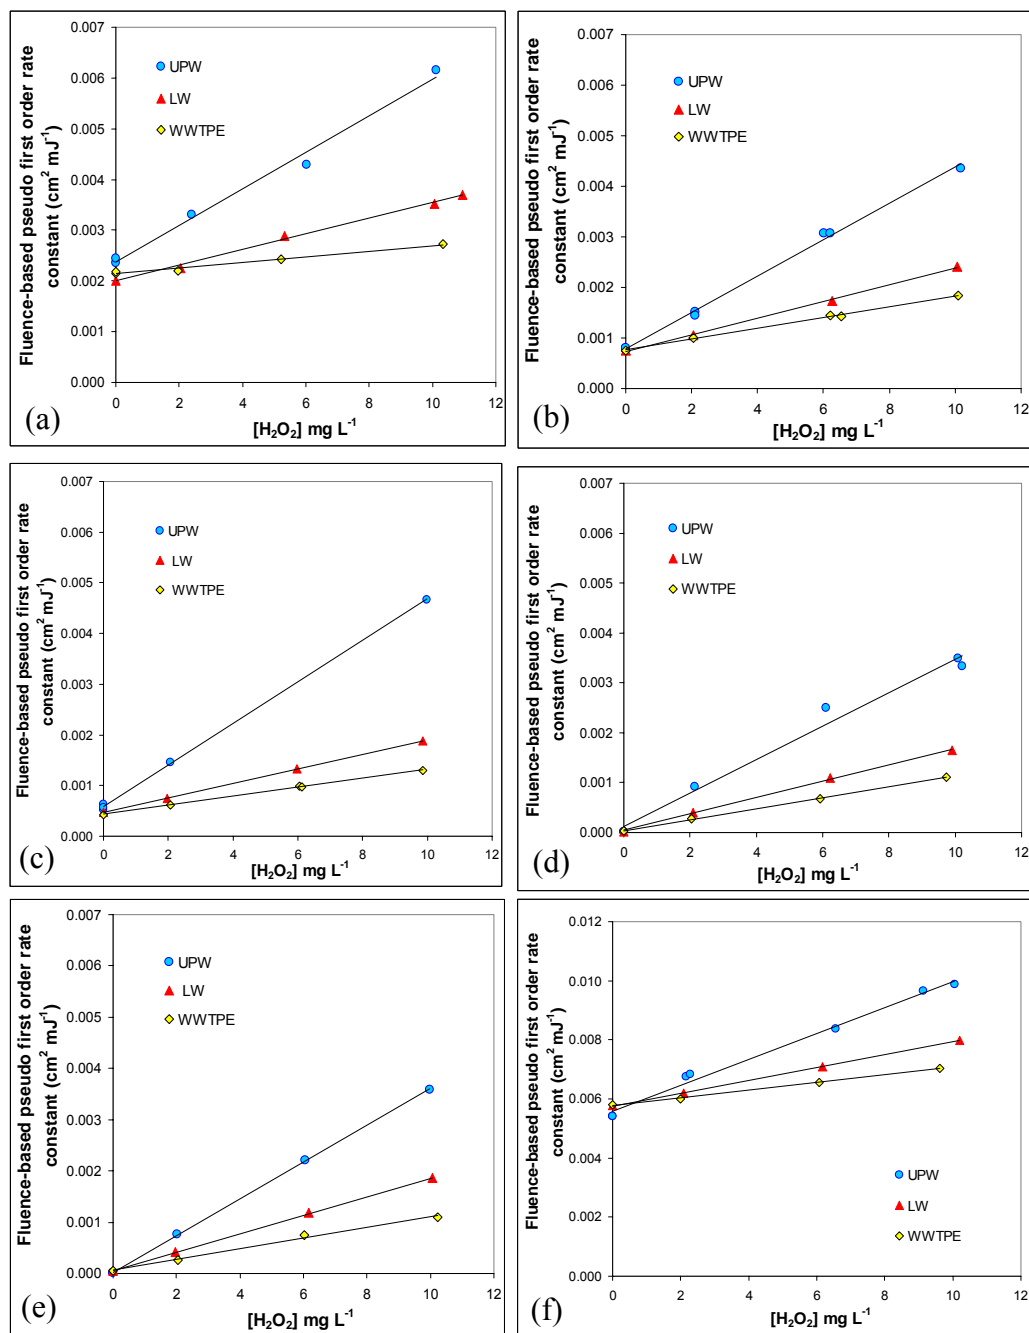 Fluence-based pseudo first order rate
constant (cm² mJ⁻¹)
0.007
0.006
0.005
0.004
0.003
0.002
0.001
0.000
UPW
LW
WWTPE
0 2 4 6 8 10 12
[H₂O₂] mg L⁻¹
(a)
Fluence-based pseudo first order rate
constant (cm² mJ⁻¹)
0.007
0.006
0.005
0.004
0.003
0.002
0.001
0.000
UPW
LW
WWTPE
0 2 4 6 8 10 12
[H₂O₂] mg L⁻¹
(b)
Fluence-based pseudo first order rate
constant (cm² mJ⁻¹)
0.007
0.006
0.005
0.004
0.003
0.002
0.001
0.000
UPW
LW
WWTPE
0 2 4 6 8 10 12
[H₂O₂] mg L⁻¹
(c)
Fluence-based pseudo first order rate
constant (cm² mJ⁻¹)
0.007
0.006
0.005
0.004
0.003
0.002
0.001
0.000
UPW
LW
WWTPE
0 2 4 6 8 10 12
[H₂O₂] mg L⁻¹
(d)
Fluence-based pseudo first order rate
constant (cm² mJ⁻¹)
0.007
0.006
0.005
0.004
0.003
0.002
0.001
0.000
UPW
LW
WWTPE
0 2 4 6 8 10 12
[H₂O₂] mg L⁻¹
(e)
Fluence-based pseudo first order rate
constant (cm² mJ⁻¹)
0.012
0.010
0.008
0.006
0.004
0.002
0.000
UPW
LW
WWTPE
0 2 4 6 8 10 12
[H₂O₂] mg L⁻¹
(f)